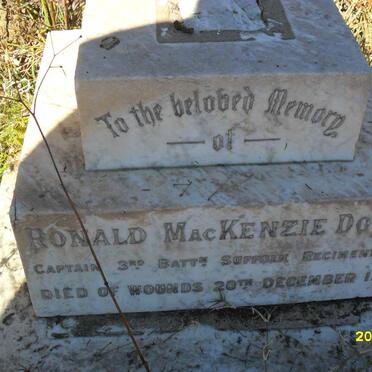 To the beloved Memory
of
RONALD MACKENZIE DO
CAPTAIN 3RD BATTN SUFFOLK REGIMEN
DIED OF WOUNDS 20TH DECEMBER 1
20